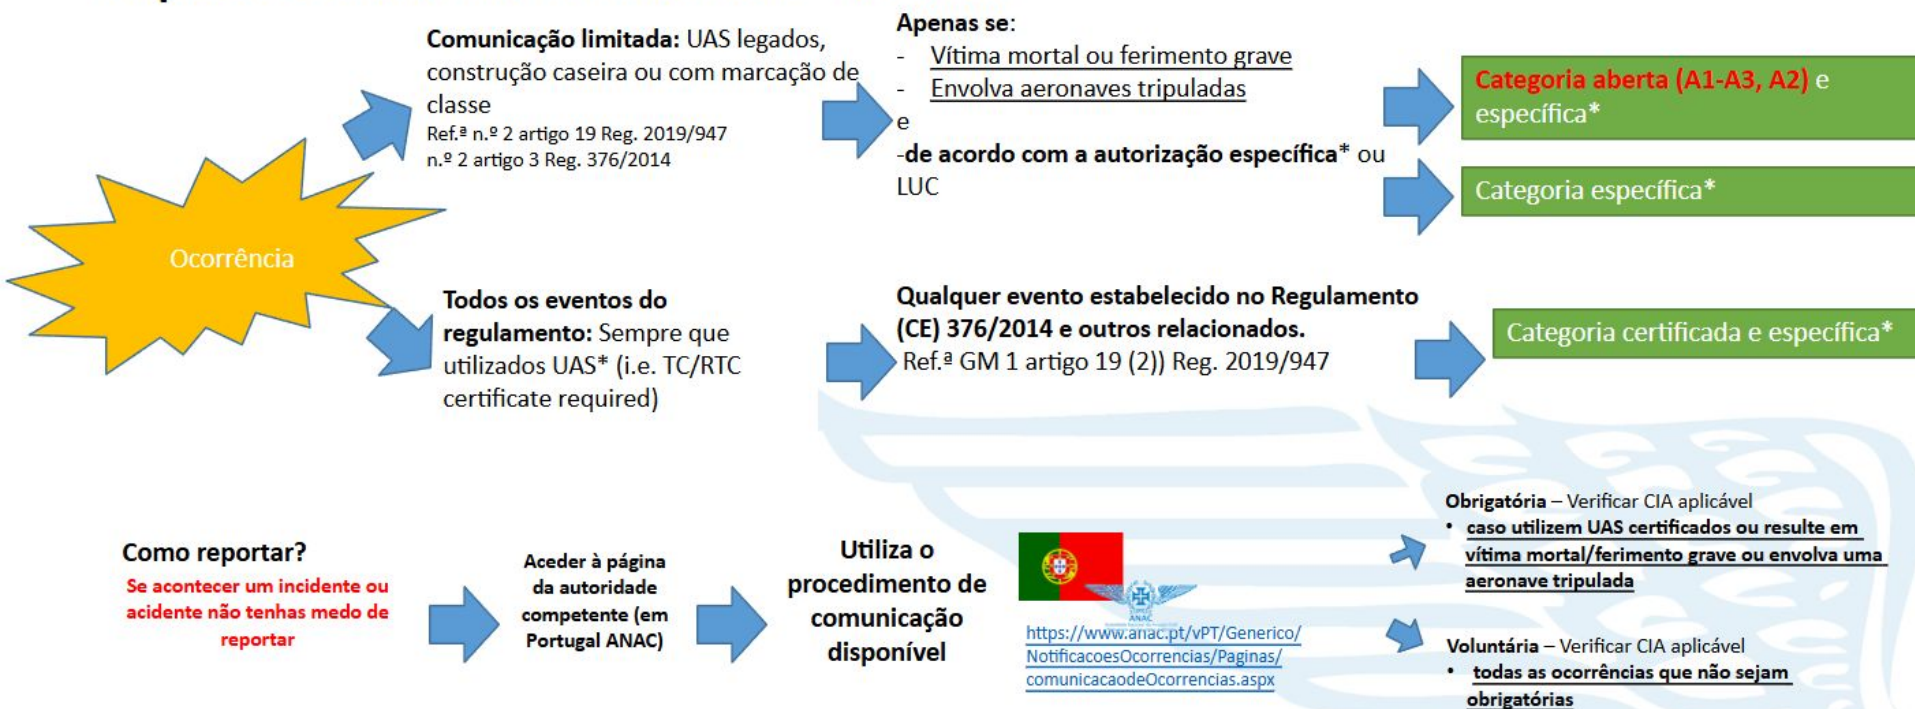 Comunicação limitada: UAS legados,
construção caseira ou com marcação de
classe
Ref.ª n.º 2 artigo 19 Reg. 2019/947
n.º 2 artigo 3 Reg. 376/2014
Apenas se:
- Vítima mortal ou ferimento grave
- Envolva aeronaves tripuladas
e
-de acordo com a autorização específica* ou
LUC
Categoria aberta (A1-A3, A2) e
específica*
Categoria específica*
Ocorrência
Todos os eventos do
regulamento: Sempre que
utilizados UAS* (i.e. TC/RTC
certificate required)
Qualquer evento estabelecido no Regulamento
(CE) 376/2014 e outros relacionados.
Ref.ª GM 1 artigo 19 (2)) Reg. 2019/947
Categoria certificada e específica*
Como reportar?
Se acontecer um incidente ou
acidente não tenhas medo de
reportar
Aceder à página
da autoridade
competente (em
Portugal ANAC)
Utiliza o
procedimento de
comunicação
disponível
ANAC
https://www.anac.pt/vPT/Generico/
NotificacoesOcorrencias/Paginas/
comunicacaodeOcorrencias.aspx
Obrigatória – Verificar CIA aplicável
• caso utilizem UAS certificados ou resulte em
vítima mortal/ferimento grave ou envolva uma
aeronave tripulada
Voluntária – Verificar CIA aplicável
• todas as ocorrências que não sejam
obrigatórias